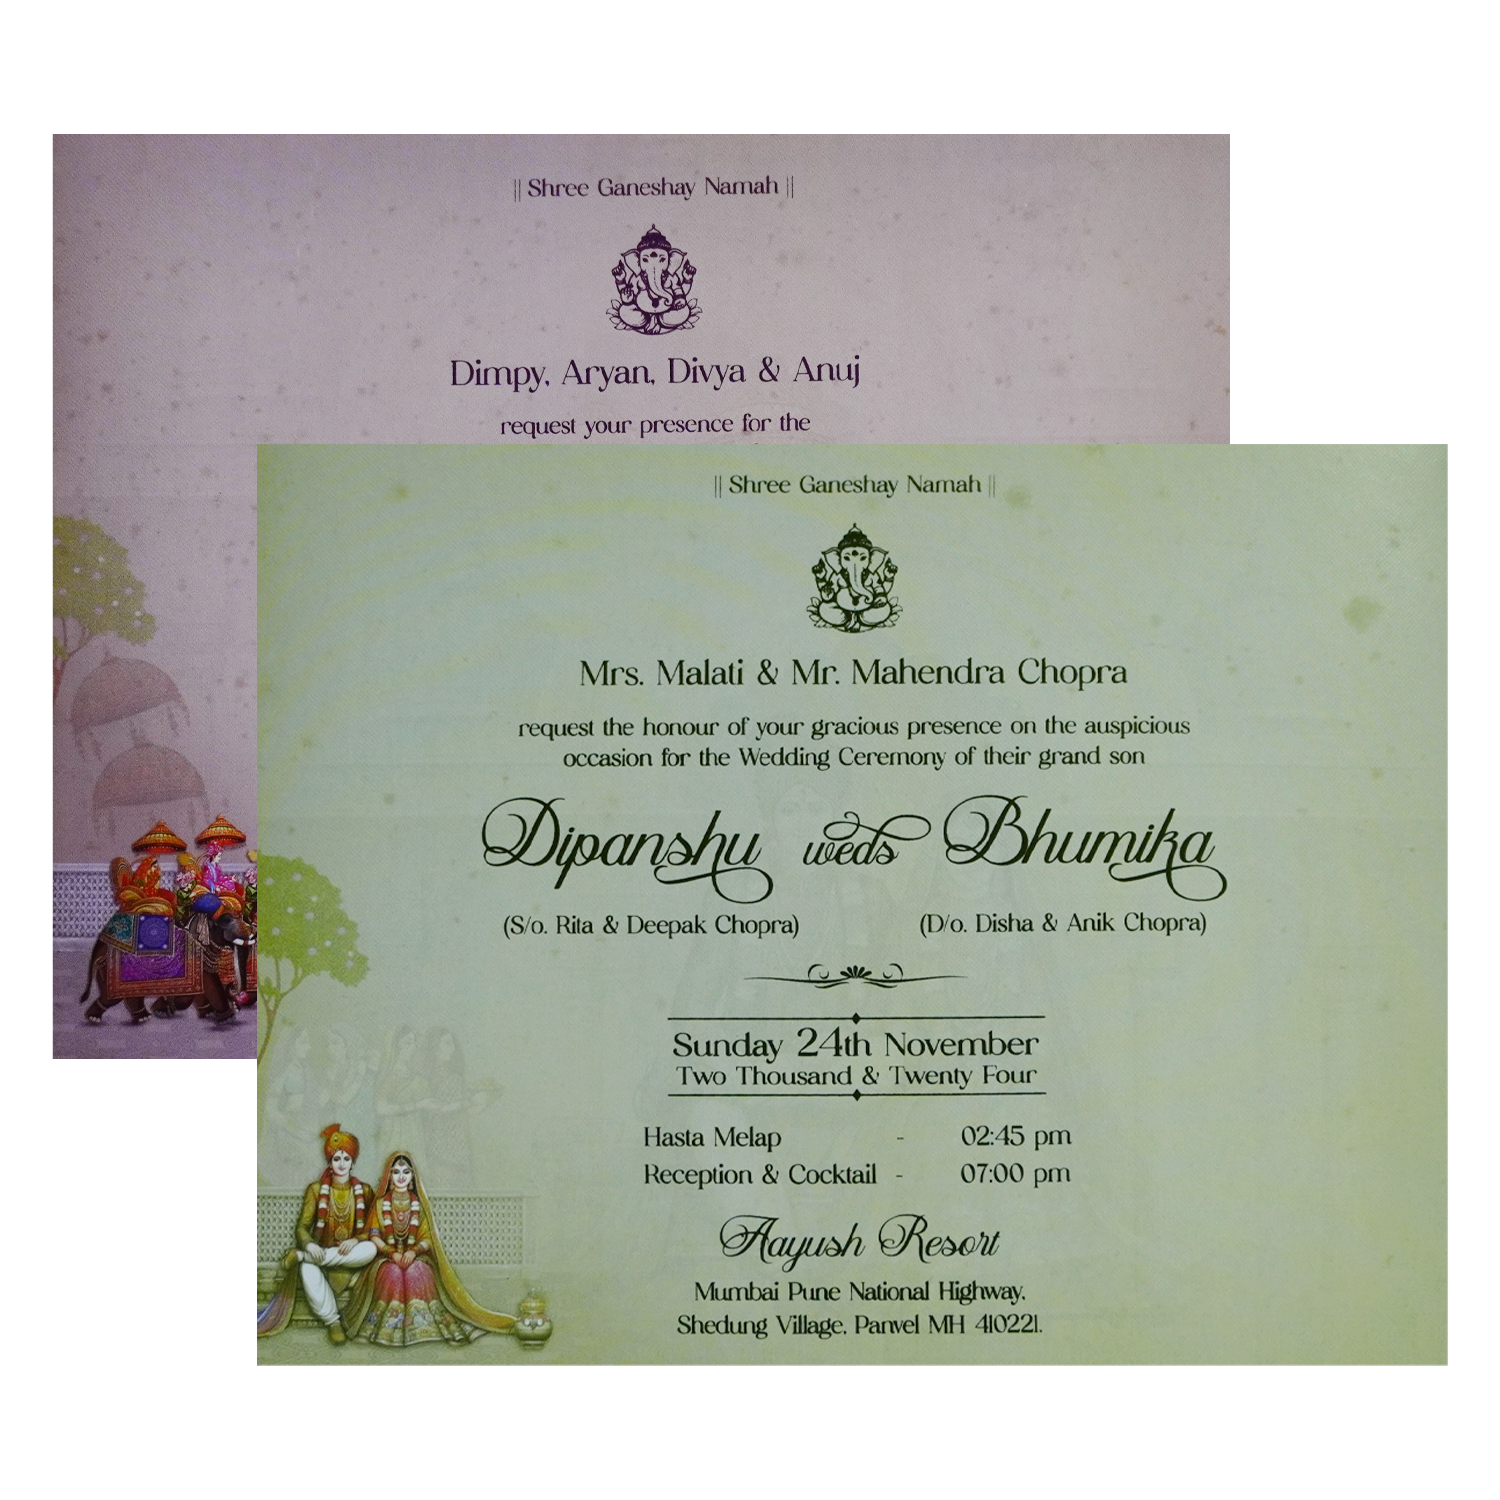 || Shree Ganeshay Namah ||
Dimpy, Aryan, Divya & Anuj
request your presence for the
|| Shree Ganeshay Namah ||
Mrs. Malati & Mr. Mahendra Chopra
request the honour of your gracious presence on the auspicious
occasion for the Wedding Ceremony of their grand son
Dipanshu weds Bhumika
(S/o. Rita & Deepak Chopra) (D/o. Disha & Anik Chopra)
Sunday 24th November
Two Thousand & Twenty Four
Hasta Melap - 02:45 pm
Reception & Cocktail - 07:00 pm
Aayush Resort
Mumbai Pune National Highway,
Shedung Village, Panvel MH 410221.